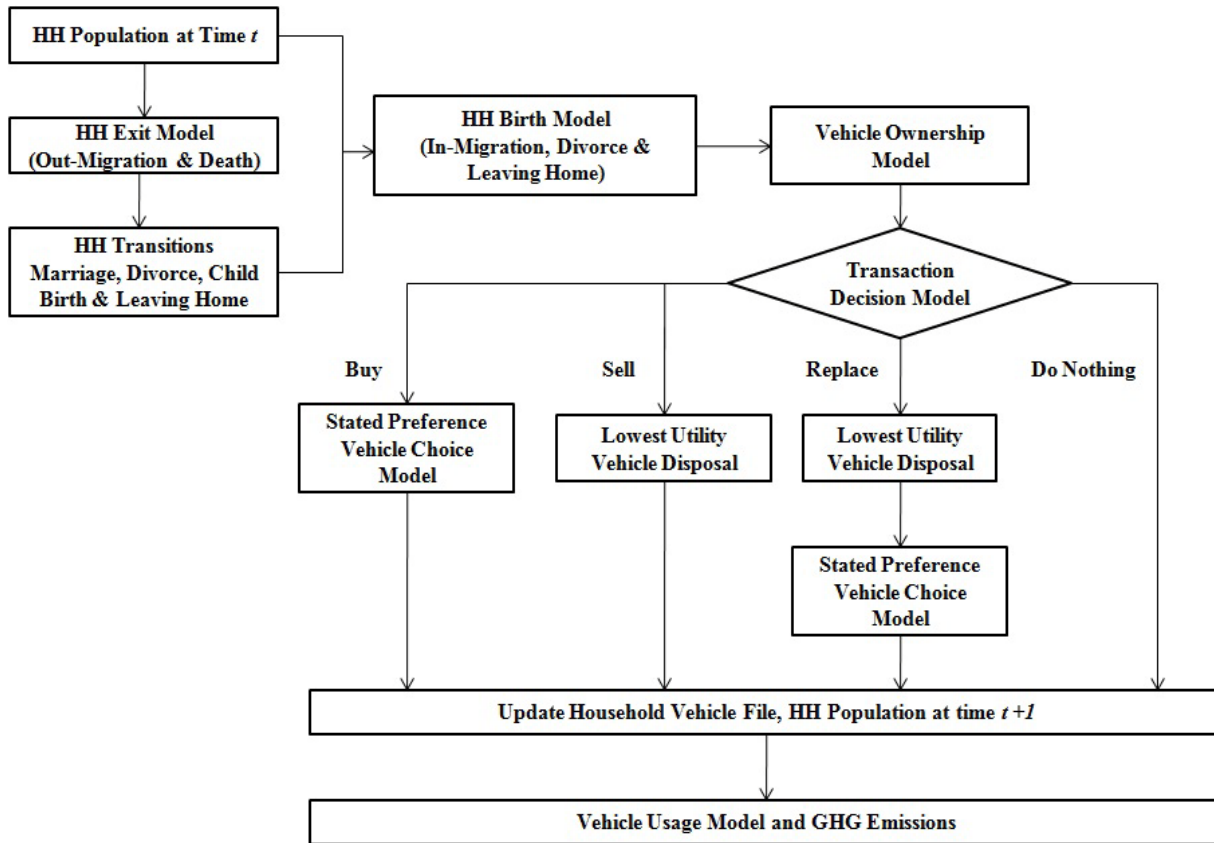 HH Population at Time t
HH Exit Model
(Out-Migration & Death)
HH Transitions
Marriage, Divorce, Child
Birth & Leaving Home
HH Birth Model
(In-Migration, Divorce &
Leaving Home)
Vehicle Ownership
Model
Transaction
Decision Model
Buy
Sell
Replace
Do Nothing
Stated Preference
Vehicle Choice
Model
Lowest Utility
Vehicle Disposal
Lowest Utility
Vehicle Disposal
Stated Preference
Vehicle Choice
Model
Update Household Vehicle File, HH Population at time t +1
Vehicle Usage Model and GHG Emissions